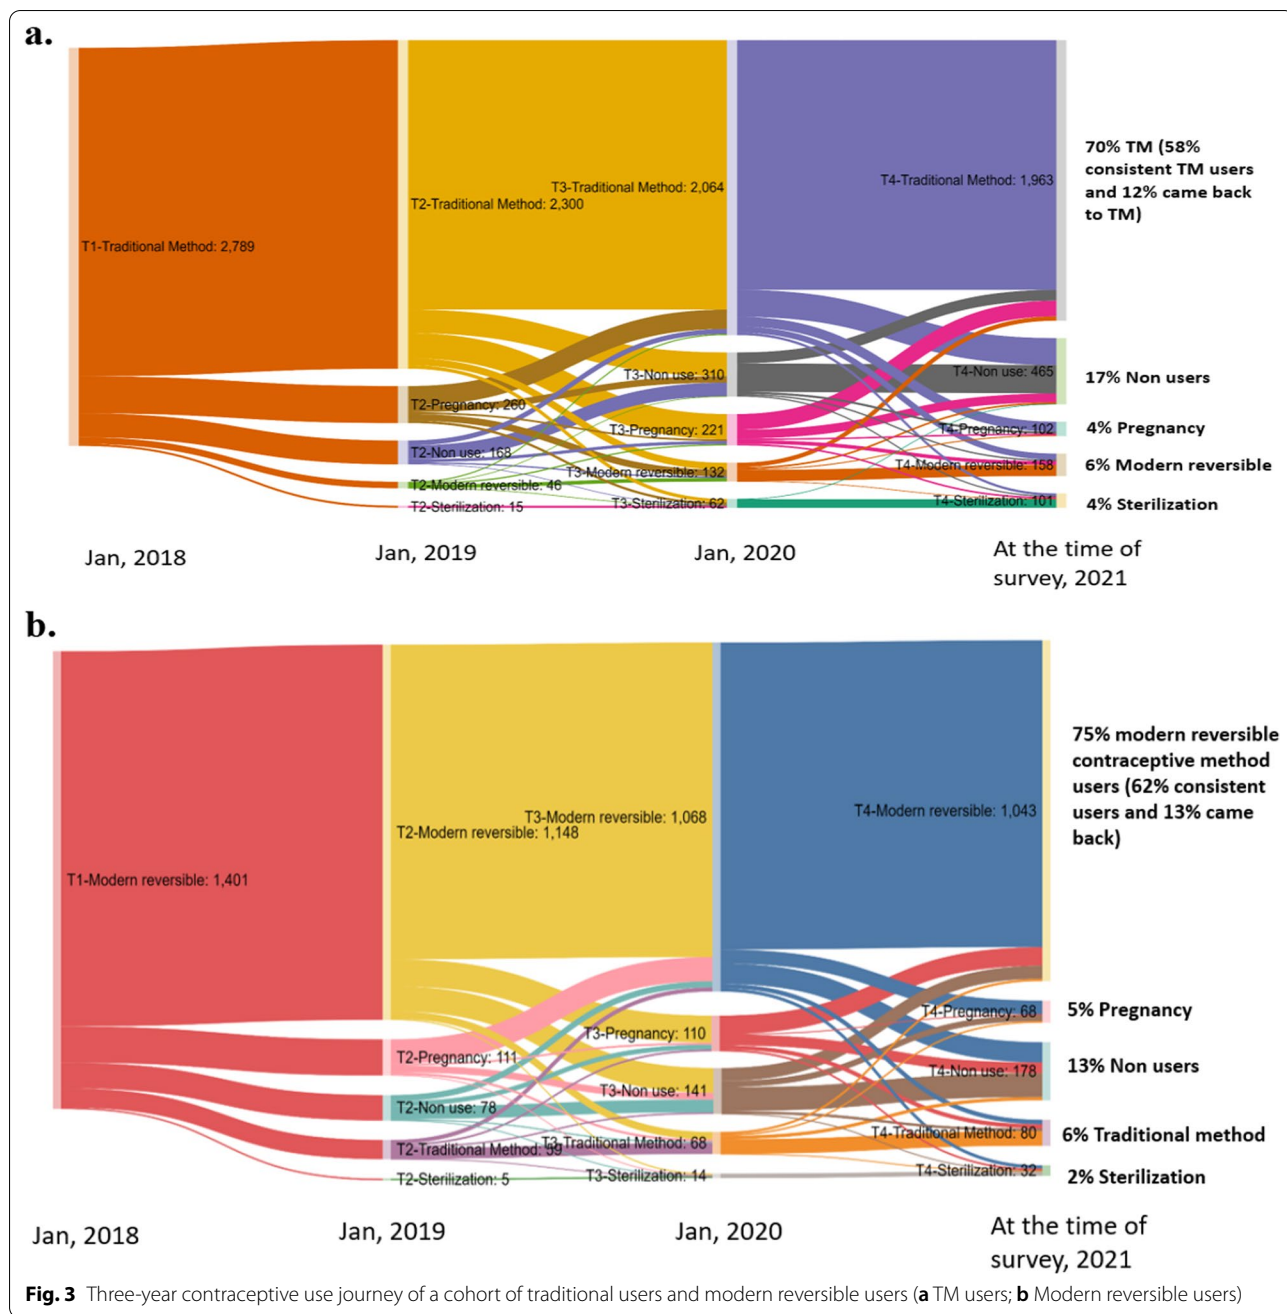 a.
T1-Traditional Method: 2,789
T2-Traditional Method: 2,300
T2-Pregnancy: 260
T2-Non use: 168
T2-Modern reversible: 46
T2-Sterilization: 15
T3-Traditional Method: 2,064
T3-Non use: 310
T3-Pregnancy: 221
T3-Modern reversible: 132
T3-Sterilization: 62
T4-Traditional Method: 1,963
T4-Non use: 465
T4-Pregnancy: 102
T4-Modern reversible: 158
T4-Sterilization: 101
70% TM (58%
consistent TM users
and 12% came back
to TM)
17% Non users
4% Pregnancy
6% Modern reversible
4% Sterilization
Jan, 2018
Jan, 2019
Jan, 2020
At the time of
survey, 2021
b.
T1-Modern reversible: 1,401
T2-Modern reversible: 1,148
T2-Pregnancy: 111
T2-Non use: 78
T2-Traditional Method: 59
T2-Sterilization: 5
T3-Modern reversible: 1,068
T3-Pregnancy: 110
T3-Non use: 141
T3-Traditional Method: 68
T3-Sterilization: 14
T4-Modern reversible: 1,043
T4-Pregnancy: 68
T4-Non use: 178
T4-Traditional Method: 80
T4-Sterilization: 32
75% modern reversible
contraceptive method
users (62% consistent
users and 13% came
back)
5% Pregnancy
13% Non users
6% Traditional method
2% Sterilization
Jan, 2018
Jan, 2019
Jan, 2020
At the time of
survey, 2021
Fig. 3 Three-year contraceptive use journey of a cohort of traditional users and modern reversible users (a TM users; b Modern reversible users)